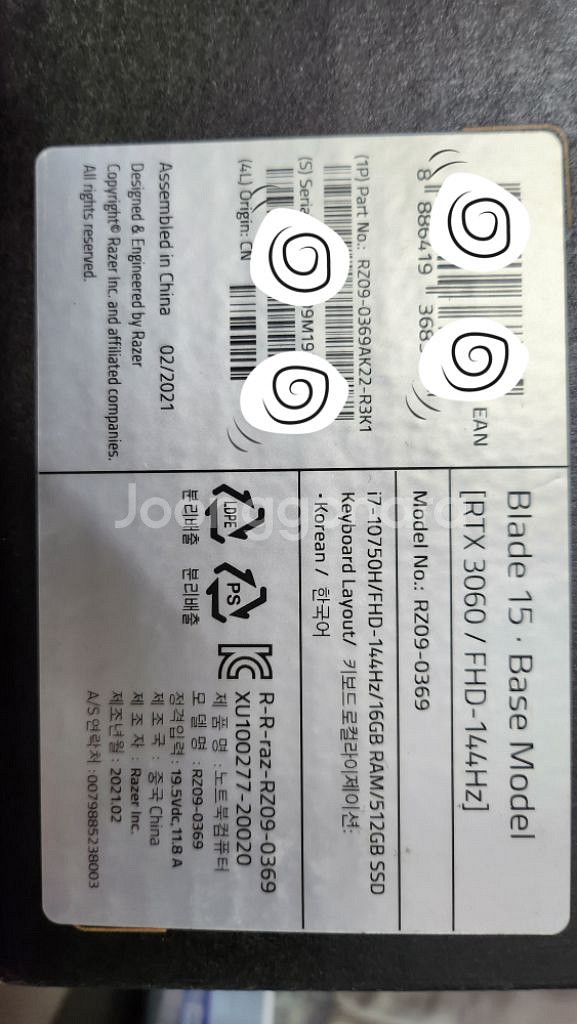 Blade 15 · Base Model
[RTX 3060 / FHD-144Hz]
Model No.: RZ09-0369
i7-10750H/FHD-144Hz/16GB RAM/512GB SSD
Keyboard Layout/ 키보드로컬라이제이션:
· Korean / 한국어
R-R-raz-RZ09-0369
XU100277-20020
제 품 명 : 노트북컴퓨터
모 델 명 : RZ09-0369
정격입력 : 19.5Vdc, 11.8 A
제 조 국 : 중국 China
제 조 자 : Razer Inc.
제조년월 : 2021.02
A/S연락처 : 0079885238003
LDPE
분리배출
PS
분리배출
EAN
8 886419 368
(1P) Part No.: RZ09-0369AK22-R3K1
(S) Seria
09M19
(4L) Origin: CN
Assembled in China 02/2021
Designed & Engineered by Razer
Copyright© Razer Inc. and affiliated companies.
All rights reserved.
Joonggonara